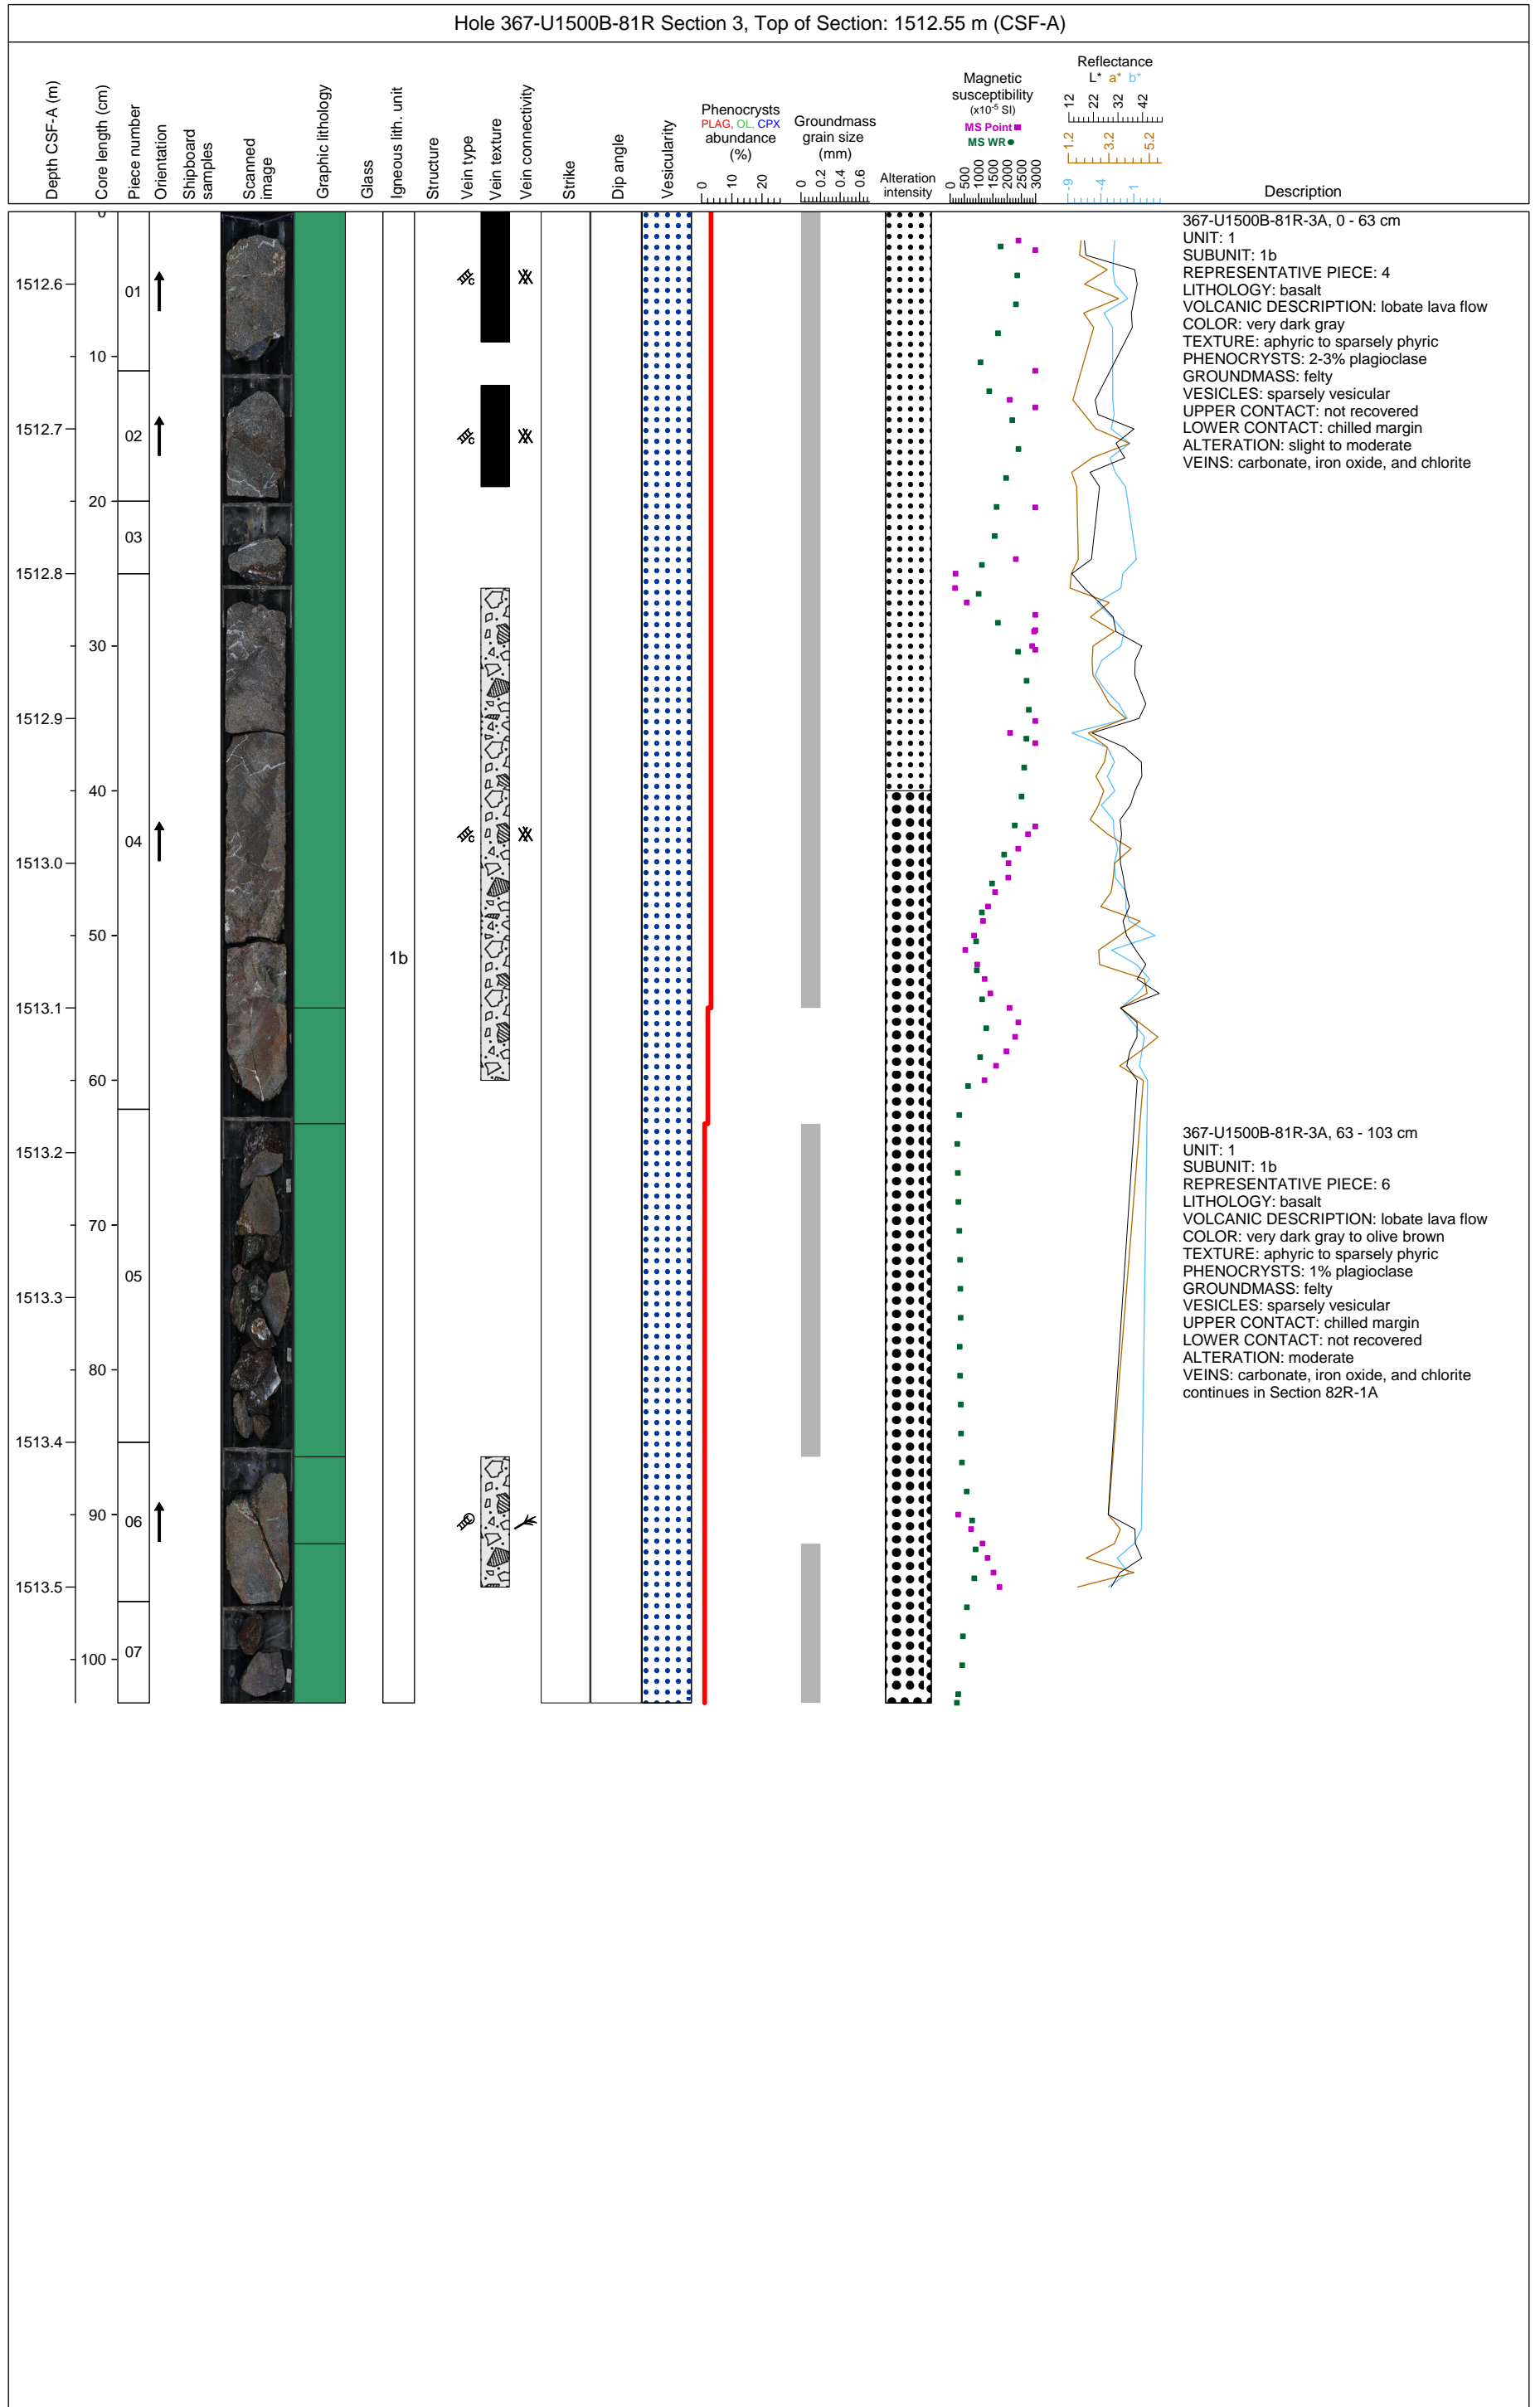 Hole 367-U1500B-81R Section 3, Top of Section: 1512.55 m (CSF-A)
Depth CSF-A (m)
Core length (cm)
Piece number
Orientation
Shipboard
samples
Scanned
image
Graphic lithology
Glass
Igneous lith. unit
Structure
Vein type
Vein texture
Vein connectivity
Strike
Dip angle
Vesicularity
Phenocrysts
PLAG, OL, CPX
abundance
(%)
0 10 20
Groundmass
grain size
(mm)
0 0.2 0.4 0.6
Alteration
intensity
Magnetic
susceptibility
(x10⁻⁵ SI)
MS Point
MS WR
0 500 1000 1500 2000 2500 3000
Reflectance
L* a* b*
12 22 32 42
1.2 3.2 5.2
-9 -4 1
Description
1512.6
1512.7
1512.8
1512.9
1513.0
1513.1
1513.2
1513.3
1513.4
1513.5
0
10
20
30
40
50
60
70
80
90
100
01
02
03
04
05
06
07
1b
367-U1500B-81R-3A, 0 - 63 cm
UNIT: 1
SUBUNIT: 1b
REPRESENTATIVE PIECE: 4
LITHOLOGY: basalt
VOLCANIC DESCRIPTION: lobate lava flow
COLOR: very dark gray
TEXTURE: aphyric to sparsely phyric
PHENOCRYSTS: 2-3% plagioclase
GROUNDMASS: felty
VESICLES: sparsely vesicular
UPPER CONTACT: not recovered
LOWER CONTACT: chilled margin
ALTERATION: slight to moderate
VEINS: carbonate, iron oxide, and chlorite
367-U1500B-81R-3A, 63 - 103 cm
UNIT: 1
SUBUNIT: 1b
REPRESENTATIVE PIECE: 6
LITHOLOGY: basalt
VOLCANIC DESCRIPTION: lobate lava flow
COLOR: very dark gray to olive brown
TEXTURE: aphyric to sparsely phyric
PHENOCRYSTS: 1% plagioclase
GROUNDMASS: felty
VESICLES: sparsely vesicular
UPPER CONTACT: chilled margin
LOWER CONTACT: not recovered
ALTERATION: moderate
VEINS: carbonate, iron oxide, and chlorite
continues in Section 82R-1A